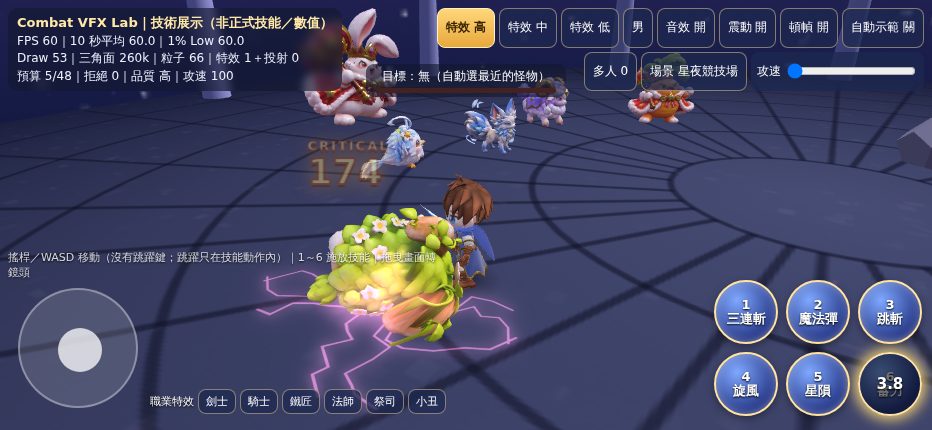 Combat VFX Lab｜技術展示（非正式技能／數值）
FPS 60｜10 秒平均 60.0｜1% Low 60.0
Draw 53｜三角面 260k｜粒子 66｜特效 1＋投射 0
預算 5/48｜拒絕 0｜品質 高｜攻速 100
特效 高
特效 中
特效 低
男
音效 開
震動 開
頓幀 開
自動示範 關
目標：無（自動選最近的怪物）
多人 0
場景 星夜競技場
攻速
CRITICAL
174
搖桿／WASD 移動（沒有跳躍鍵；跳躍只在技能動作內）｜1～6 施放技能｜拖曳畫面轉
鏡頭
1
三連斬
2
魔法彈
3
跳斬
4
旋風
5
星隕
3.8
職業特效
劍士
騎士
鐵匠
法師
祭司
小丑